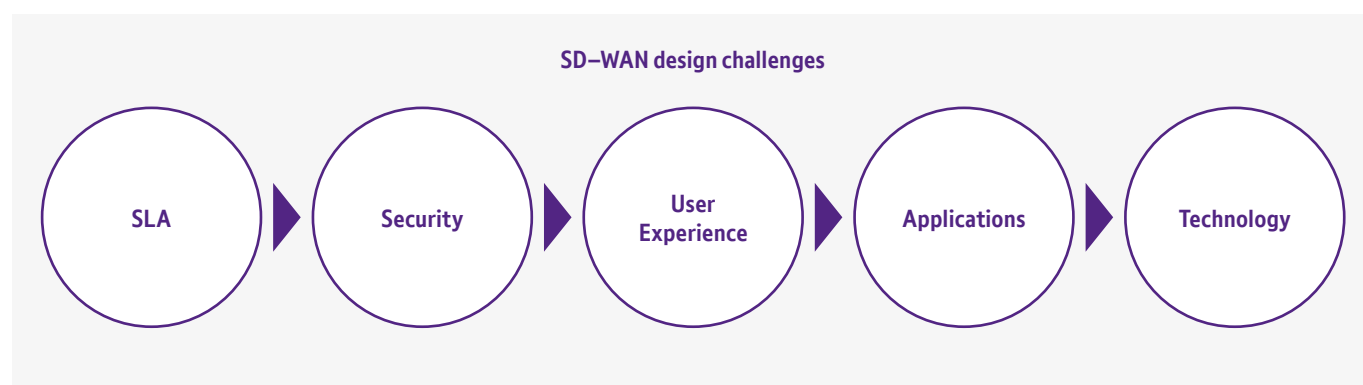 SD–WAN design challenges
SLA
Security
User
Experience
Applications
Technology